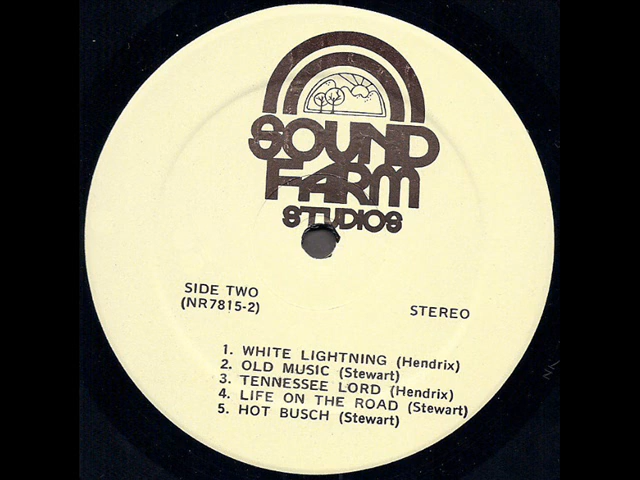 SOUND
FARM
STUDIOS
SIDE TWO
(NR7815-2)
STEREO
1. WHITE LIGHTNING (Hendrix)
2. OLD MUSIC (Stewart)
3. TENNESSEE LORD (Hendrix)
4. LIFE ON THE ROAD (Stewart)
5. HOT BUSCH (Stewart)